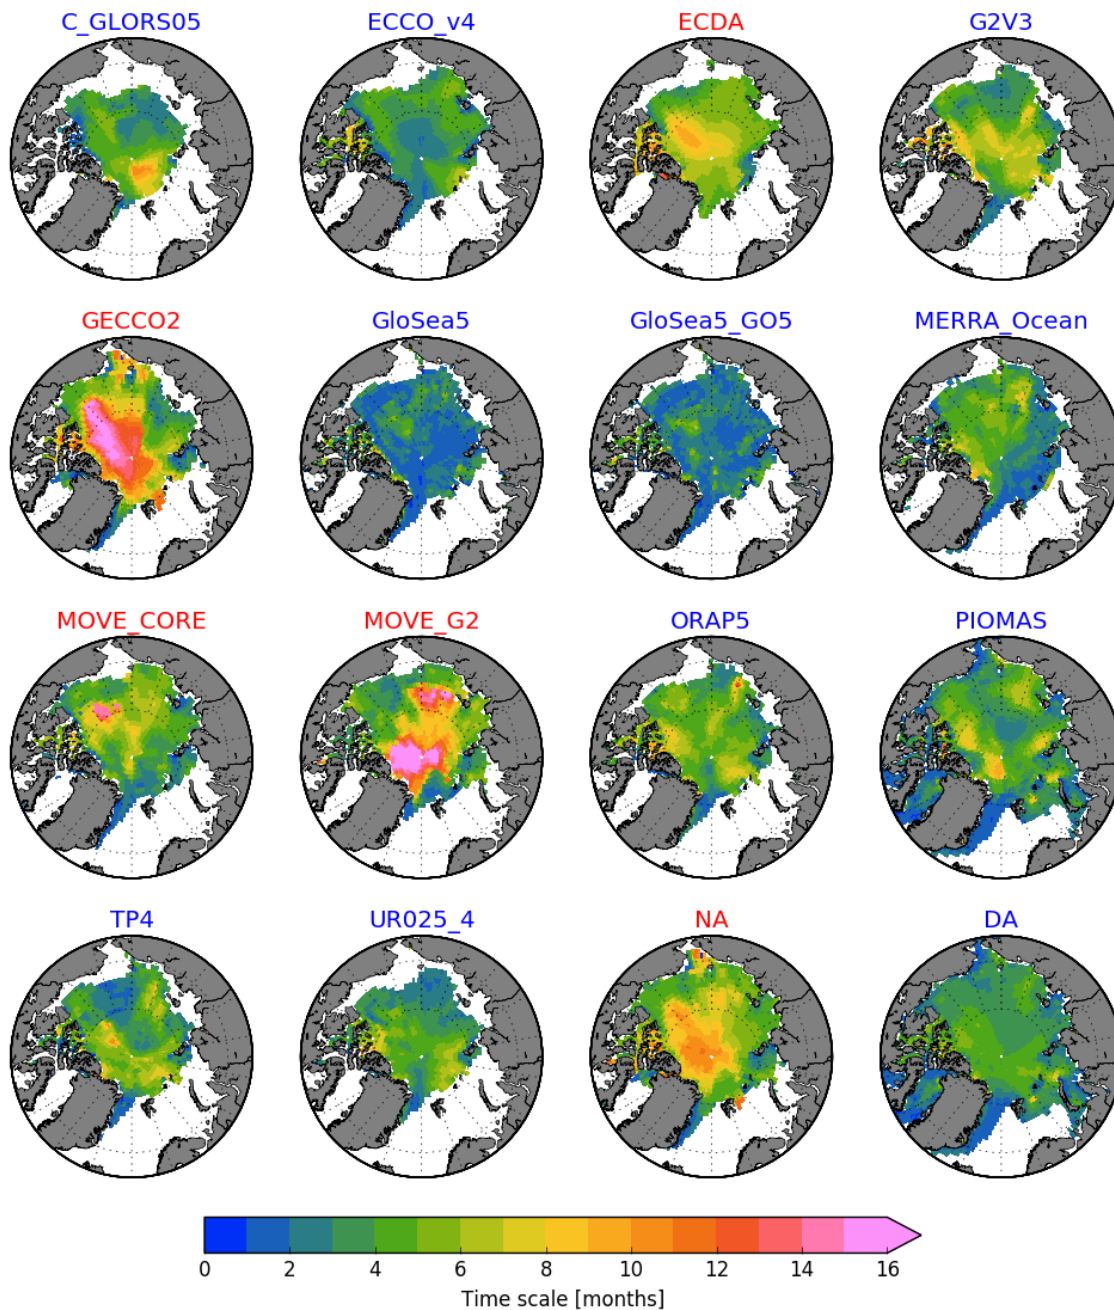 C_GLORS05 ECCO_v4 ECDA G2V3
GECCO2 GloSea5 GloSea5_GO5 MERRA_Ocean
MOVE_CORE MOVE_G2 ORAP5 PIOMAS
TP4 UR025_4 NA DA
0 2 4 6 8 10 12 14 16
Time scale [months]